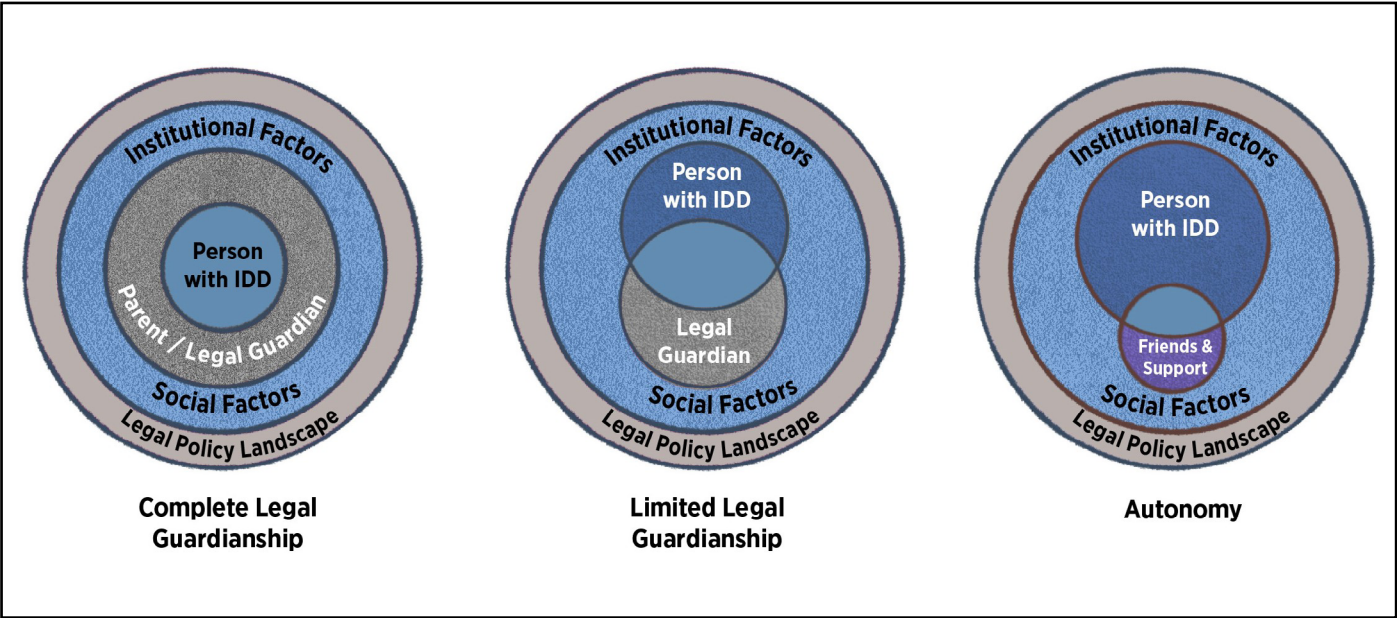 Institutional Factors
Person
with IDD
Parent / Legal Guardian
Social Factors
Legal Policy Landscape
Complete Legal
Guardianship
Institutional Factors
Person
with IDD
Legal
Guardian
Social Factors
Legal Policy Landscape
Limited Legal
Guardianship
Institutional Factors
Person
with IDD
Friends &
Support
Social Factors
Legal Policy Landscape
Autonomy